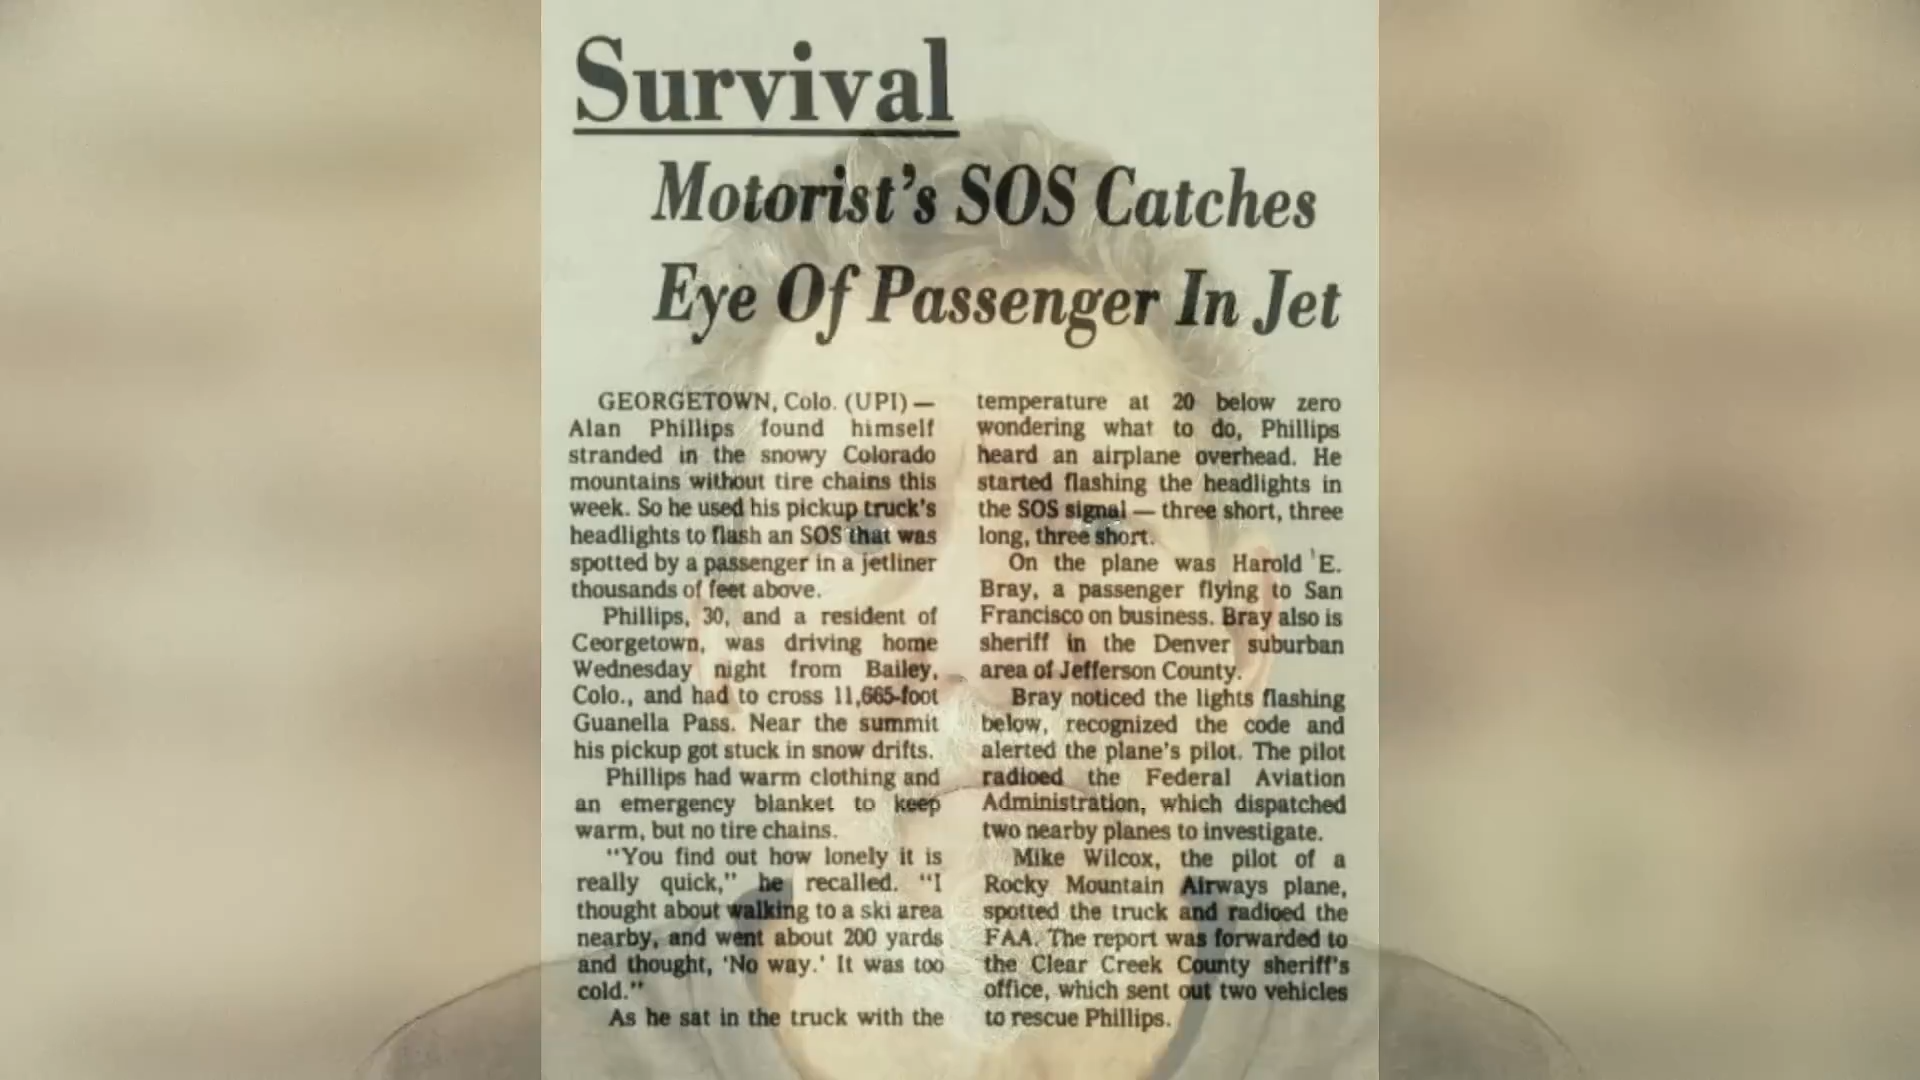 Survival
Motorist's SOS Catches
Eye Of Passenger In Jet
GEORGETOWN, Colo. (UPI) —
Alan Phillips found himself
stranded in the snowy Colorado
mountains without tire chains this
week. So he used his pickup truck's
headlights to flash an SOS that was
spotted by a passenger in a jetliner
thousands of feet above.
Phillips, 30, and a resident of
Ceorgetown, was driving home
Wednesday night from Bailey,
Colo., and had to cross 11,665-foot
Guanella Pass. Near the summit
his pickup got stuck in snow drifts.
Phillips had warm clothing and
an emergency blanket to keep
warm, but no tire chains.
"You find out how lonely it is
really quick," he recalled. "I
thought about walking to a ski area
nearby, and went about 200 yards
and thought, 'No way.' It was too
cold."
As he sat in the truck with the
temperature at 20 below zero
wondering what to do, Phillips
heard an airplane overhead. He
started flashing the headlights in
the SOS signal — three short, three
long, three short.
On the plane was Harold E.
Bray, a passenger flying to San
Francisco on business. Bray also is
sheriff in the Denver suburban
area of Jefferson County.
Bray noticed the lights flashing
below, recognized the code and
alerted the plane's pilot. The pilot
radioed the Federal Aviation
Administration, which dispatched
two nearby planes to investigate.
Mike Wilcox, the pilot of a
Rocky Mountain Airways plane,
spotted the truck and radioed the
FAA. The report was forwarded to
the Clear Creek County sheriff's
office, which sent out two vehicles
to rescue Phillips.